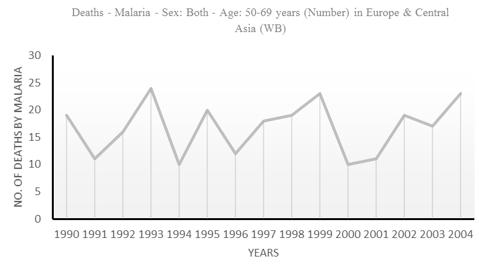 Deaths - Malaria - Sex: Both - Age: 50-69 years (Number) in Europe & Central
Asia (WB)
NO. OF DEATHS BY MALARIA
30
25
20
15
10
5
0
1990 1991 1992 1993 1994 1995 1996 1997 1998 1999 2000 2001 2002 2003 2004
YEARS